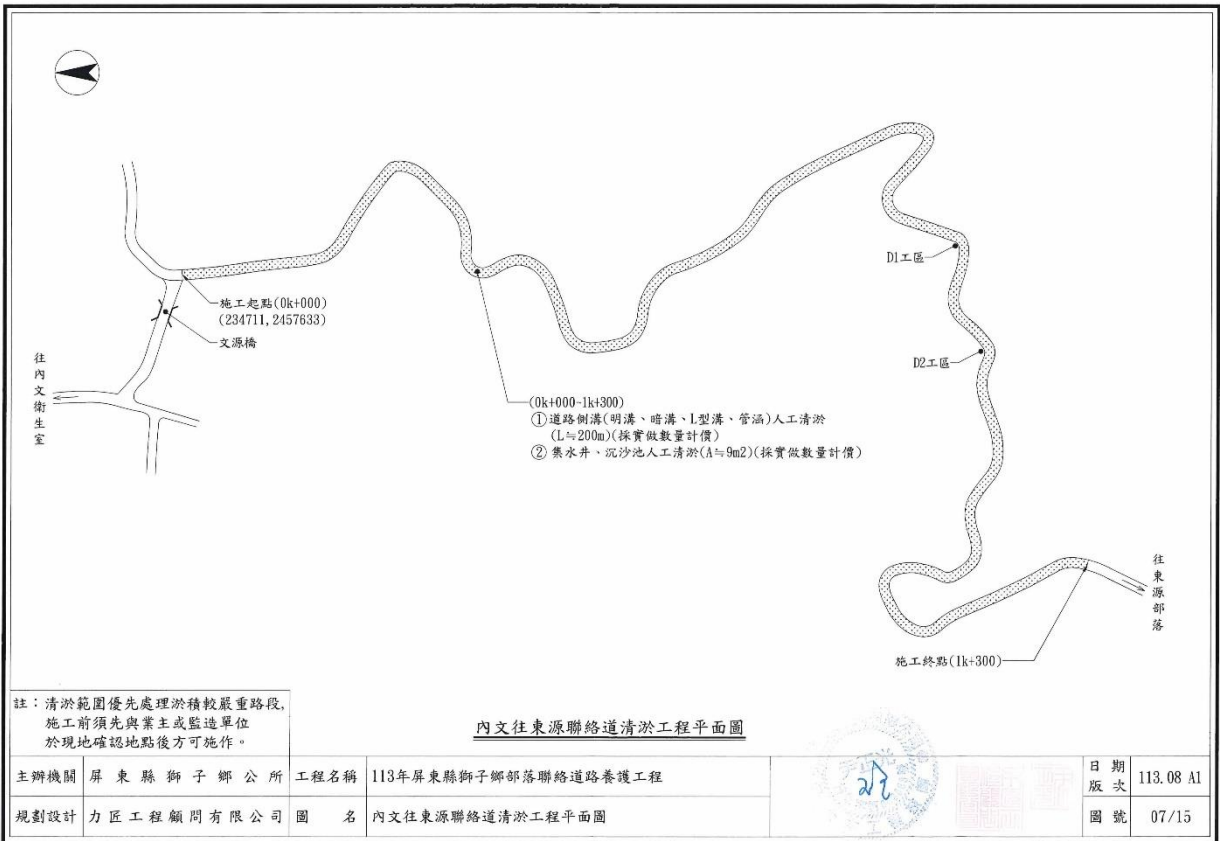 施工起點(0k+000)
(234711, 2457633)
文源橋
往內文衛生室
(0k+000~1k+300)
① 道路側溝(明溝、暗溝、L型溝、管涵)人工清淤
(L≒200m)(採實做數量計價)
② 集水井、沉沙池人工清淤(A≒9m2)(採實做數量計價)
D1工區
D2工區
往東源部落
施工終點(1k+300)
註：清淤範圍優先處理淤積較嚴重路段，
施工前須先與業主或監造單位
於現地確認地點後方可施作。
內文往東源聯絡道清淤工程平面圖
主辦機關 屏東縣獅子鄉公所 工程名稱 113年屏東縣獅子鄉部落聯絡道路養護工程 日期版次 113.08 A1
規劃設計 力匠工程顧問有限公司 圖名 內文往東源聯絡道清淤工程平面圖 圖號 07/15